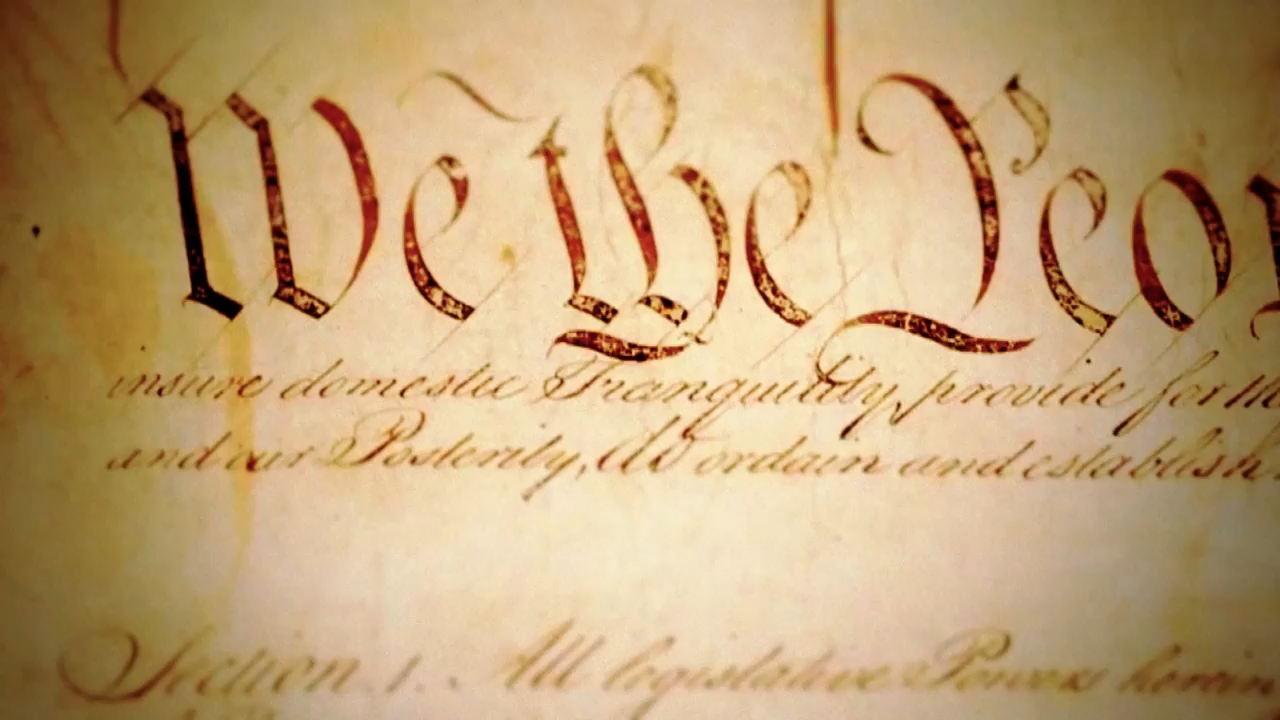 We the Peo
insure domestic Tranquility, provide for th
and our Posterity, do ordain and establish
Section 1. All legislative Powers herein